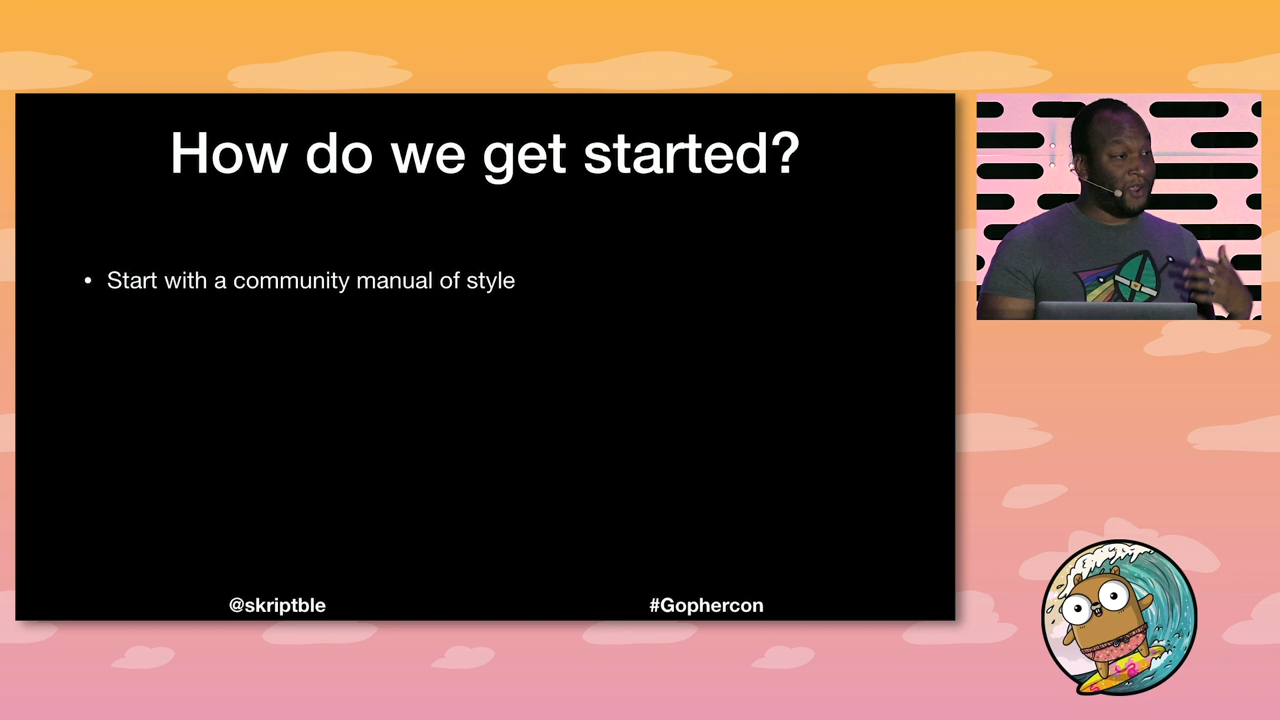 How do we get started?
• Start with a community manual of style
@skriptble
#Gophercon